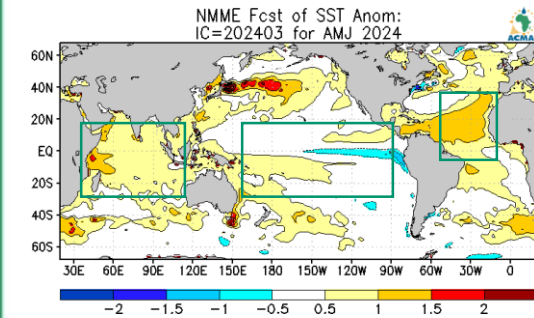 NMME Fcst of SST Anom:
IC=202403 for AMJ 2024
ACMAD
60N
40N
20N
EQ
20S
40S
60S
30E 60E 90E 120E 150E 180 150W 120W 90W 60W 30W 0
−2 −1.5 −1 −0.5 0.5 1 1.5 2